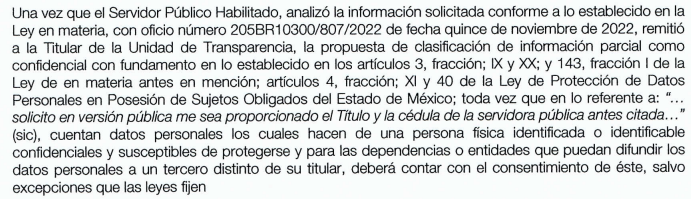 Una vez que el Servidor Público Habilitado, analizó la información solicitada conforme a lo establecido en la
Ley en materia, con oficio número 205BR10300/807/2022 de fecha quince de noviembre de 2022, remitió
a la Titular de la Unidad de Transparencia, la propuesta de clasificación de información parcial como
confidencial con fundamento en lo establecido en los artículos 3, fracción; IX y XX; y 143, fracción I de la
Ley de en materia antes en mención; artículos 4, fracción; XI y 40 de la Ley de Protección de Datos
Personales en Posesión de Sujetos Obligados del Estado de México; toda vez que en lo referente a: “…
solicito en versión pública me sea proporcionado el Título y la cédula de la servidora pública antes citada…”
(sic), cuentan datos personales los cuales hacen de una persona física identificada o identificable
confidenciales y susceptibles de protegerse y para las dependencias o entidades que puedan difundir los
datos personales a un tercero distinto de su titular, deberá contar con el consentimiento de éste, salvo
excepciones que las leyes fijen